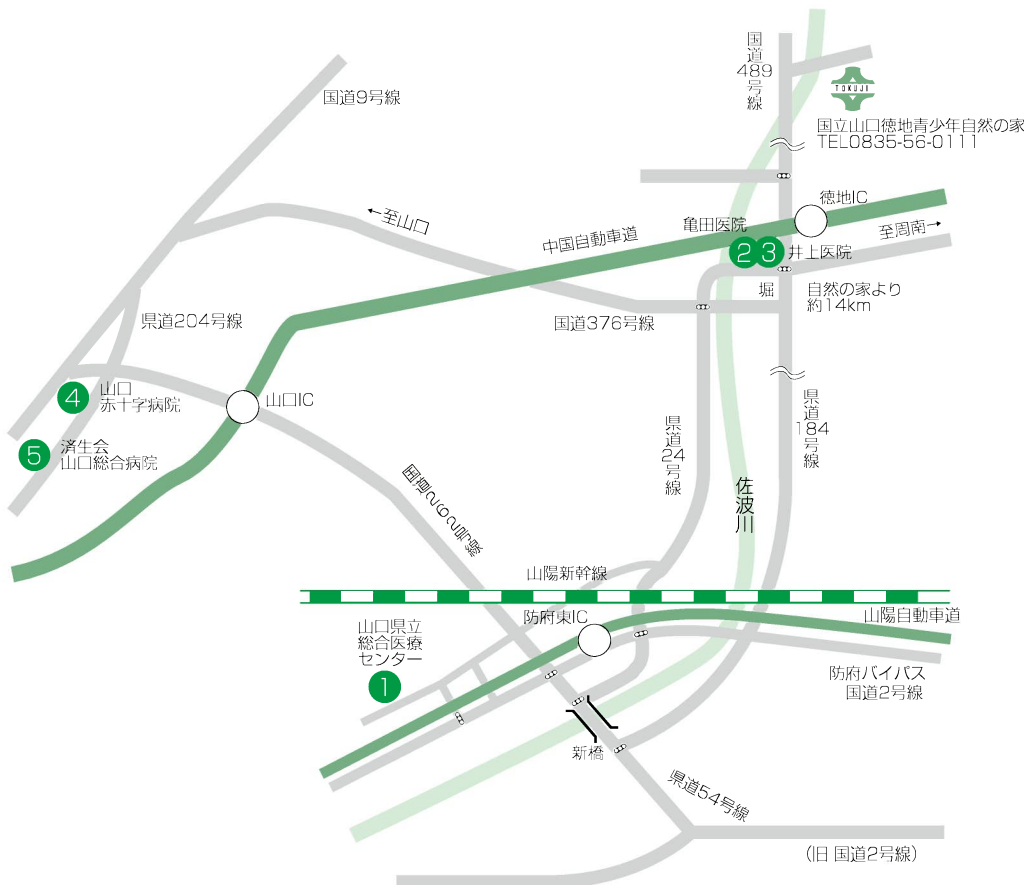 国道489号線
国道9号線
TOKUJI
国立山口徳地青少年自然の家
TEL0835-56-0111
徳地IC
←至山口
亀田医院
中国自動車道
至周南→
2
3
井上医院
堀
自然の家より
約14km
国道376号線
県道204号線
4
山口
赤十字病院
山口IC
県道184号線
県道24号線
5
済生会
山口総合病院
国道262号線
佐波川
山陽新幹線
防府東IC
山陽自動車道
山口県立
総合医療
センター
1
防府バイパス
国道2号線
新橋
県道54号線
(旧 国道2号線)